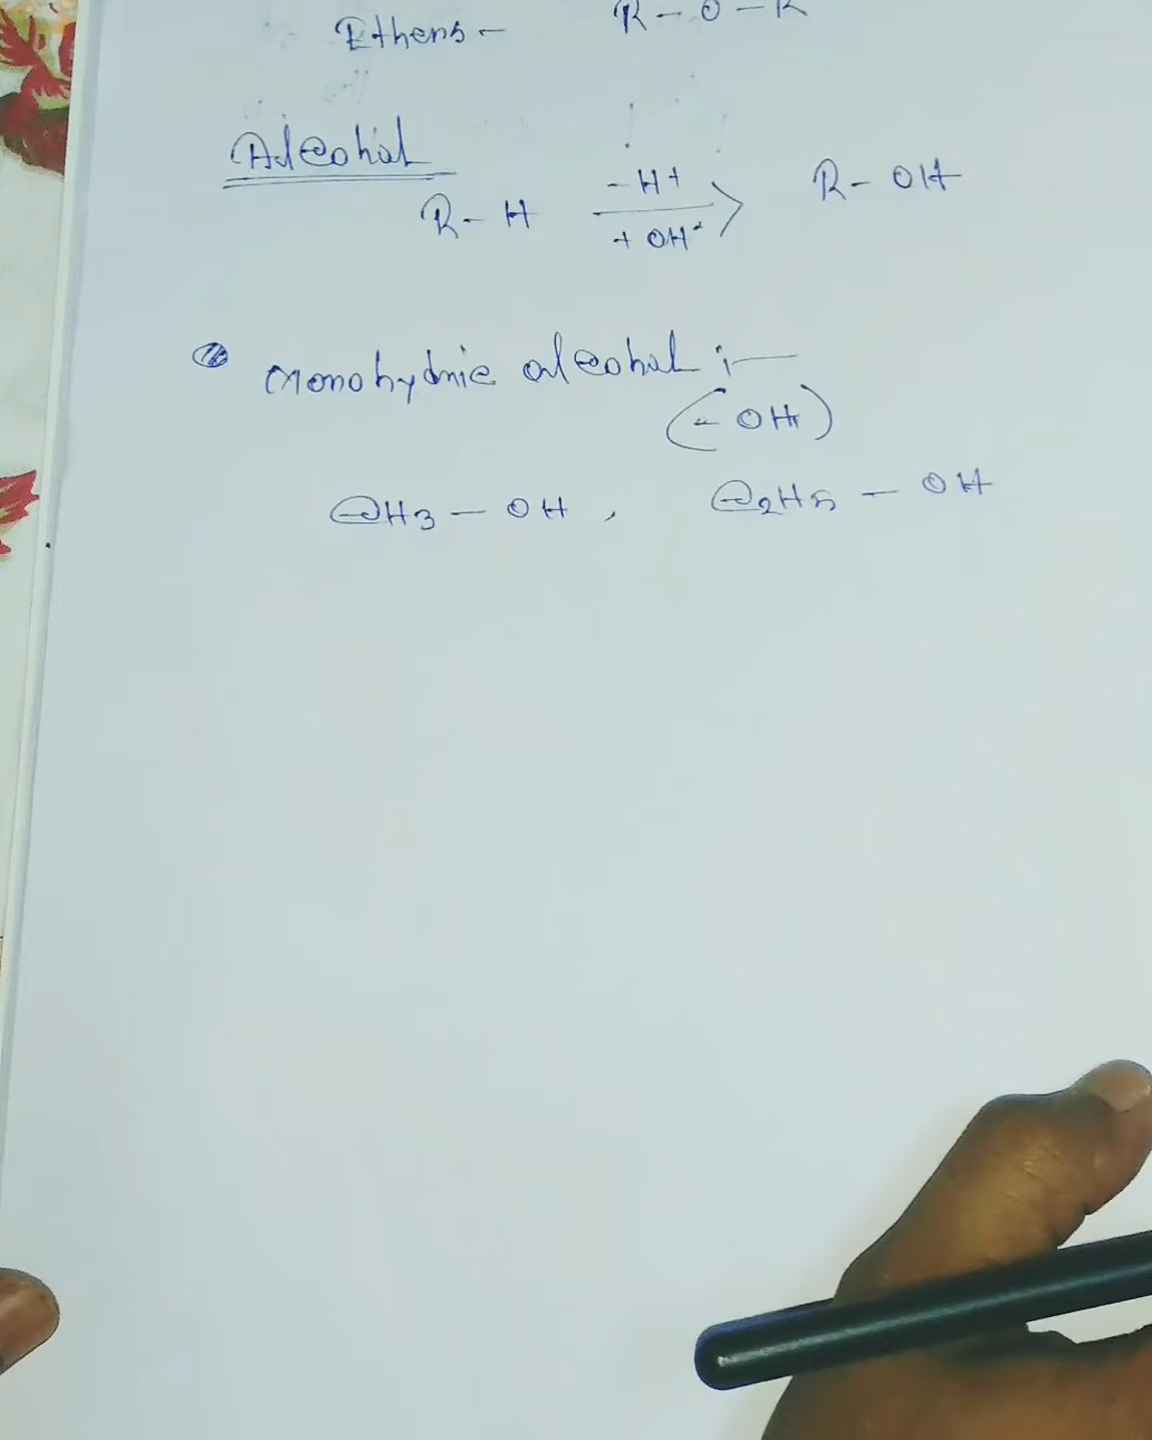 Ethers - R - O - R
Alcohol
R - H - H+ + OH- R - OH
Monohydric alcohol :—
(- OH)
CH3 — OH , C2H5 — OH